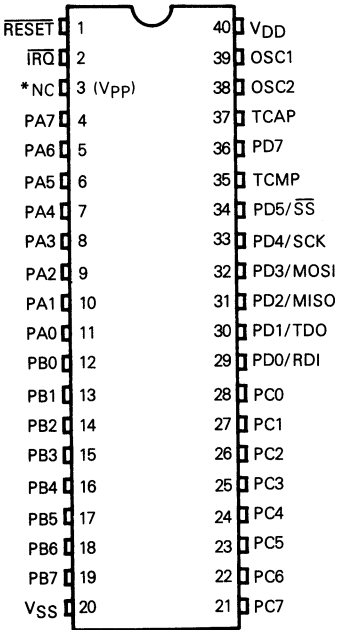 RESET 1 40 VDD
IRQ 2 39 OSC1
*NC 3 (VPP) 38 OSC2
PA7 4 37 TCAP
PA6 5 36 PD7
PA5 6 35 TCMP
PA4 7 34 PD5/SS
PA3 8 33 PD4/SCK
PA2 9 32 PD3/MOSI
PA1 10 31 PD2/MISO
PA0 11 30 PD1/TDO
PB0 12 29 PD0/RDI
PB1 13 28 PC0
PB2 14 27 PC1
PB3 15 26 PC2
PB4 16 25 PC3
PB5 17 24 PC4
PB6 18 23 PC5
PB7 19 22 PC6
VSS 20 21 PC7